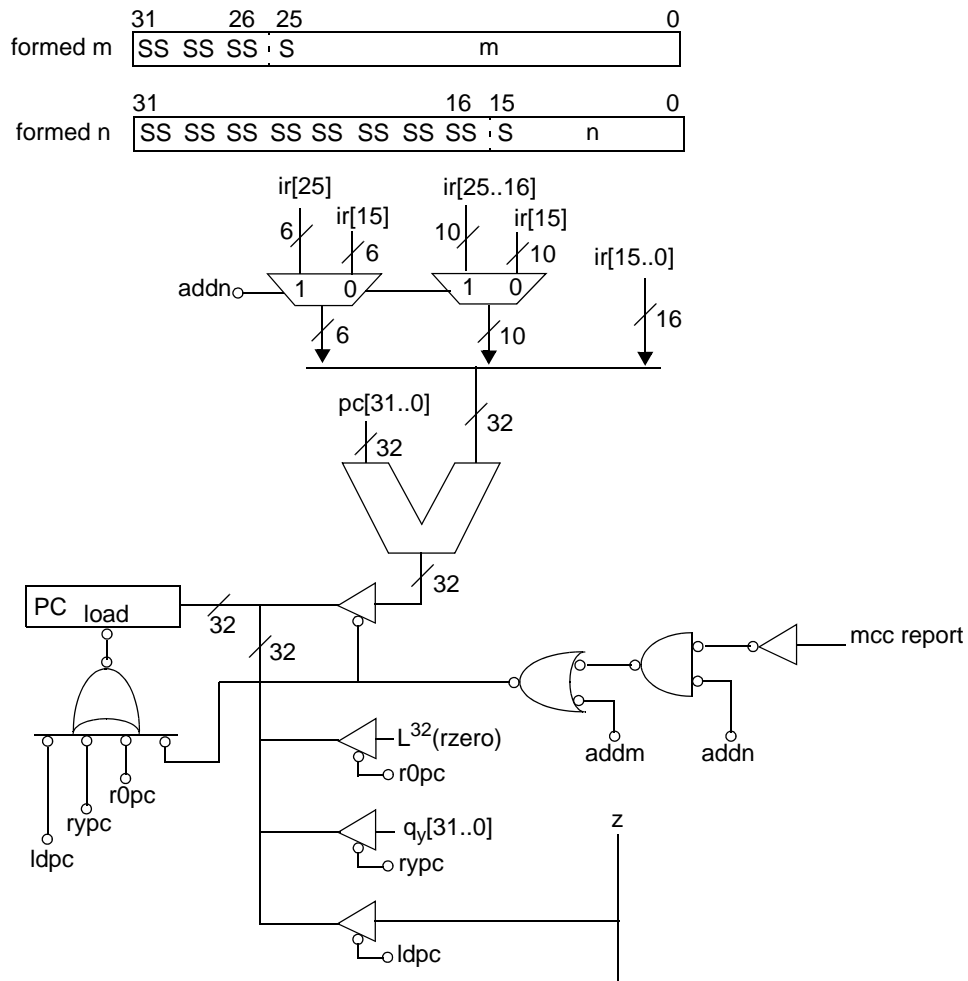 31 26 25 0
formed m SS SS SS S m
31 16 15 0
formed n SS SS SS SS SS SS SS SS S n
ir[25] ir[25..16]
ir[15] ir[15]
6 6 10 10 ir[15..0]
addn 1 0 1 0
6 10 16
pc[31..0]
32 32
32
PC load 32
32
mcc report
L32(rzero)
r0pc
addm addn
r0pc
rypc
ldpc
qy[31..0]
rypc
z
ldpc